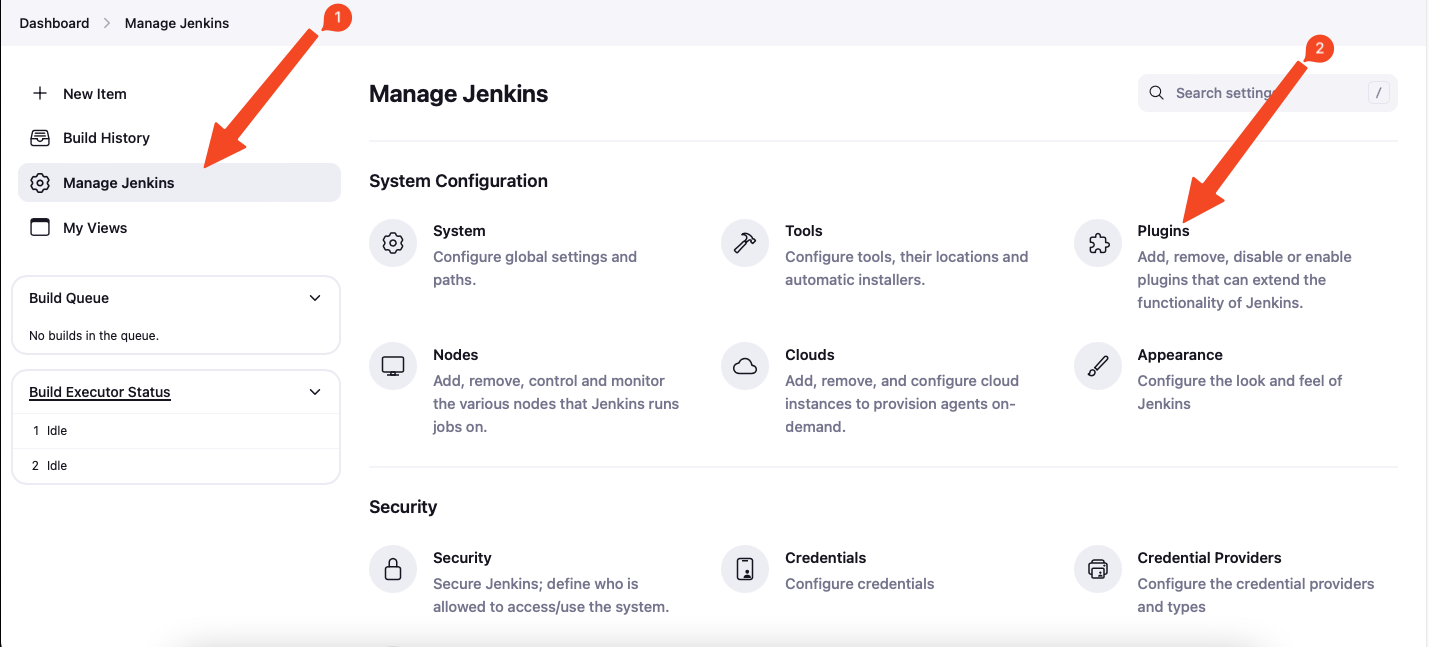 Dashboard > Manage Jenkins
1
2
New Item
Build History
Manage Jenkins
My Views
Build Queue
No builds in the queue.
Build Executor Status
1 Idle
2 Idle
Manage Jenkins
Search settings
/
System Configuration
System
Configure global settings and
paths.
Tools
Configure tools, their locations and
automatic installers.
Plugins
Add, remove, disable or enable
plugins that can extend the
functionality of Jenkins.
Nodes
Add, remove, control and monitor
the various nodes that Jenkins runs
jobs on.
Clouds
Add, remove, and configure cloud
instances to provision agents on-
demand.
Appearance
Configure the look and feel of
Jenkins
Security
Security
Secure Jenkins; define who is
allowed to access/use the system.
Credentials
Configure credentials
Credential Providers
Configure the credential providers
and types